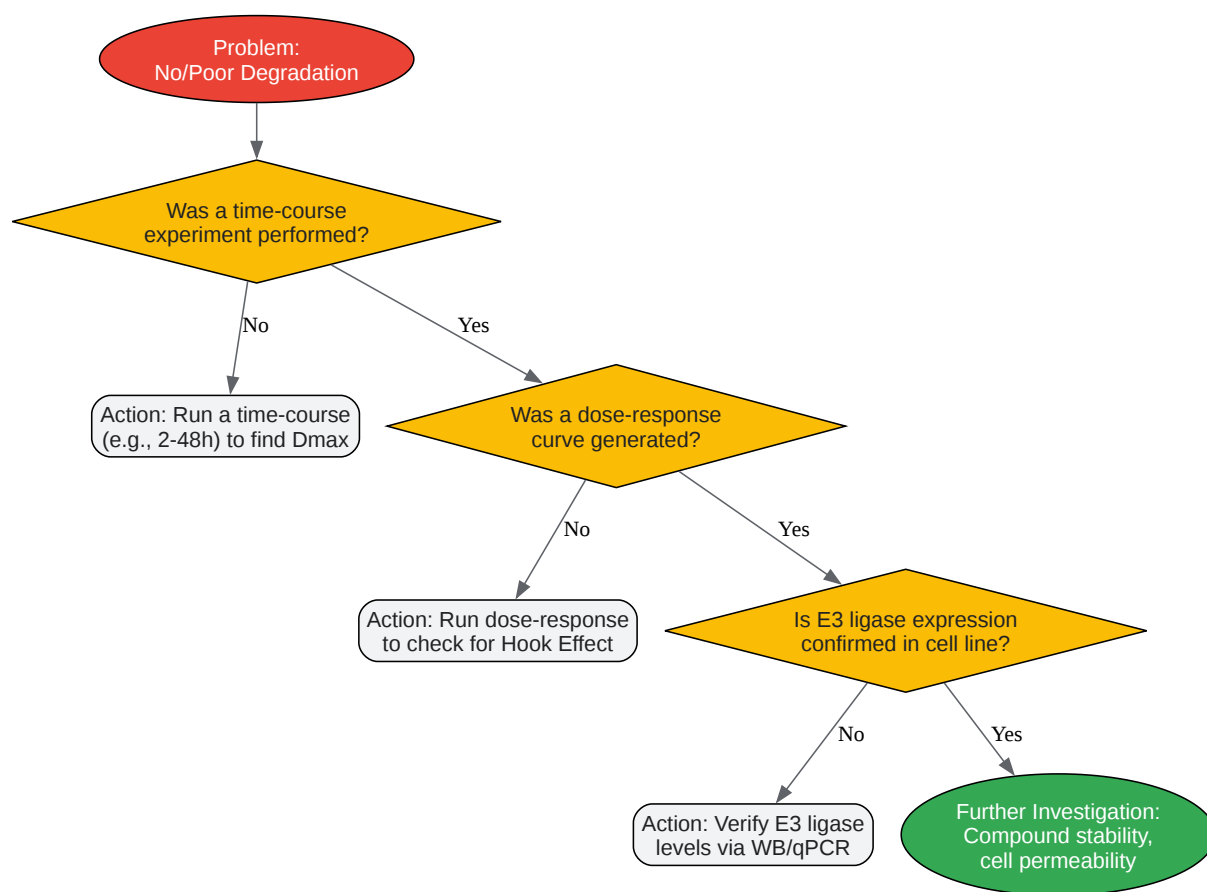 Problem:
No/Poor Degradation
Was a time-course
experiment performed?
No
Yes
Action: Run a time-course
(e.g., 2-48h) to find Dmax
Was a dose-response
curve generated?
No
Yes
Action: Run dose-response
to check for Hook Effect
Is E3 ligase expression
confirmed in cell line?
No
Yes
Action: Verify E3 ligase
levels via WB/qPCR
Further Investigation:
Compound stability,
cell permeability